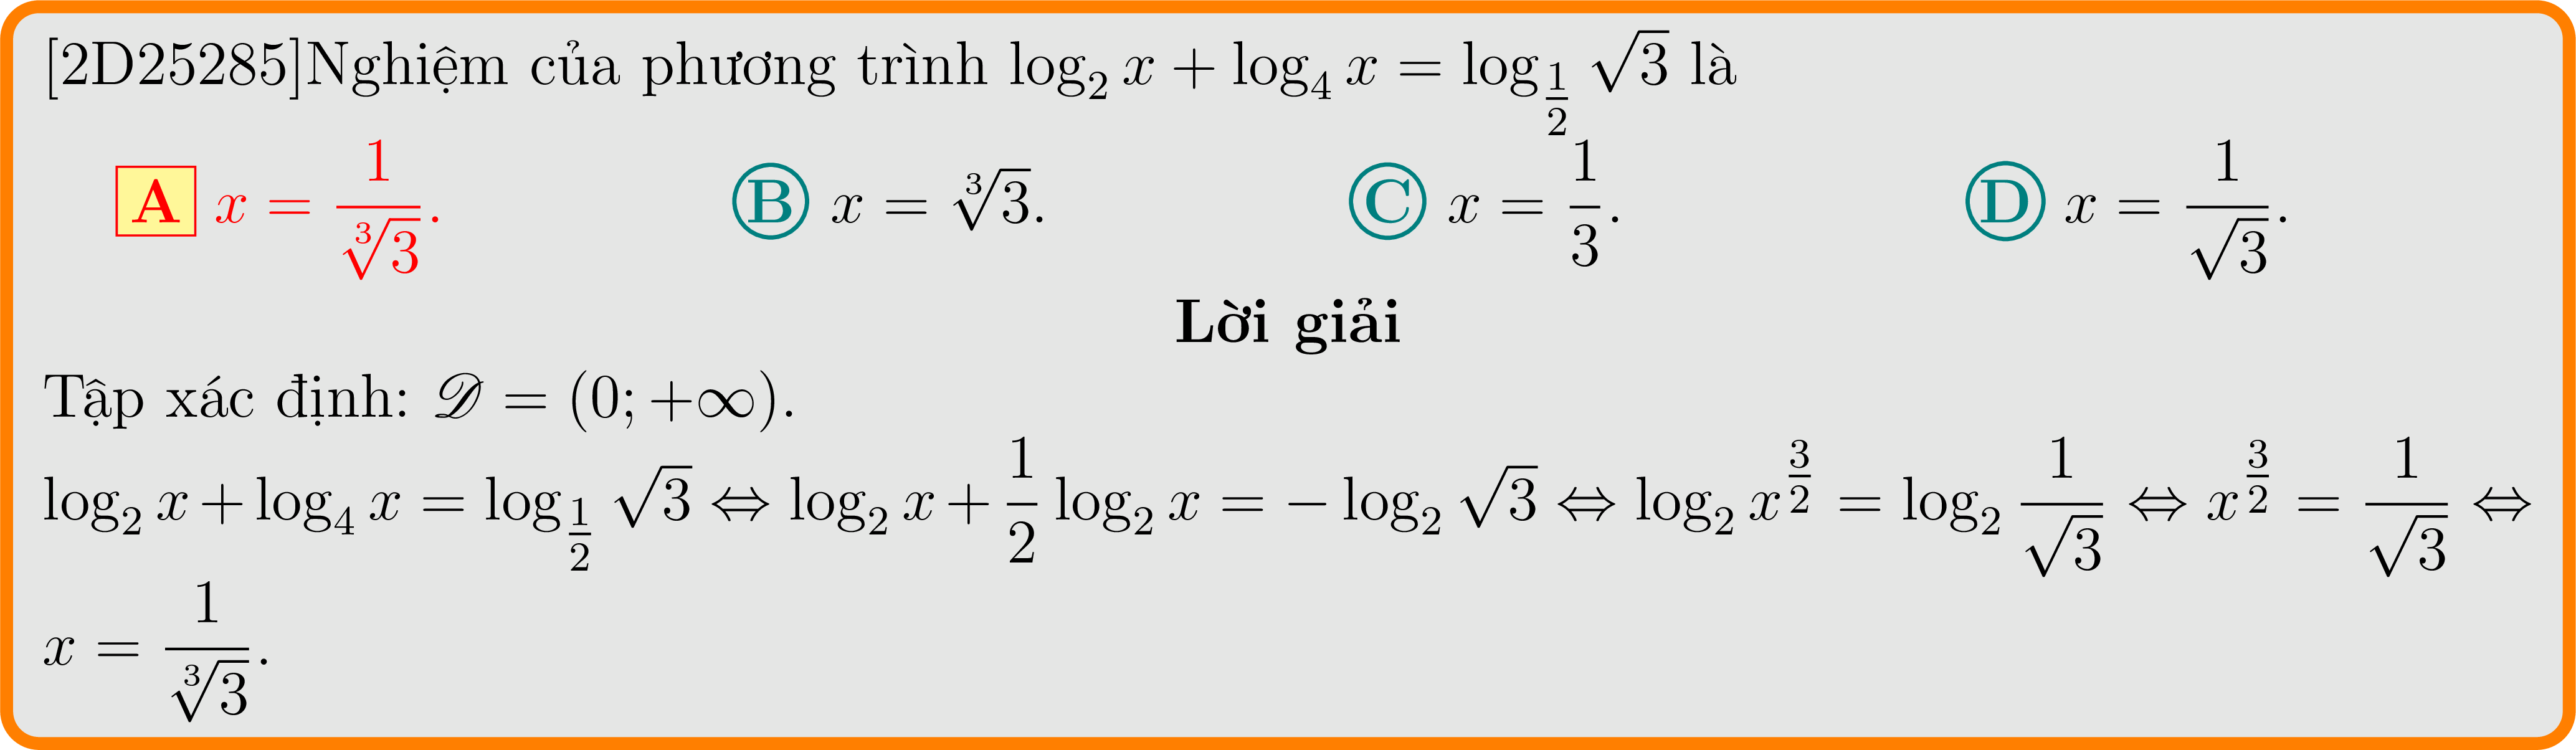 [2D25285]Nghiệm của phương trình $\log_2 x + \log_4 x = \log_{\frac{1}{2}} \sqrt{3}$ là
A $x = \frac{1}{\sqrt[3]{3}}$. B $x = \sqrt[3]{3}$. C $x = \frac{1}{3}$. D $x = \frac{1}{\sqrt{3}}$.
Lời giải
Tập xác định: $\mathscr{D} = (0; +\infty)$.
$\log_2 x + \log_4 x = \log_{\frac{1}{2}} \sqrt{3} \Leftrightarrow \log_2 x + \frac{1}{2} \log_2 x = -\log_2 \sqrt{3} \Leftrightarrow \log_2 x^{\frac{3}{2}} = \log_2 \frac{1}{\sqrt{3}} \Leftrightarrow x^{\frac{3}{2}} = \frac{1}{\sqrt{3}} \Leftrightarrow$
$x = \frac{1}{\sqrt[3]{3}}$.